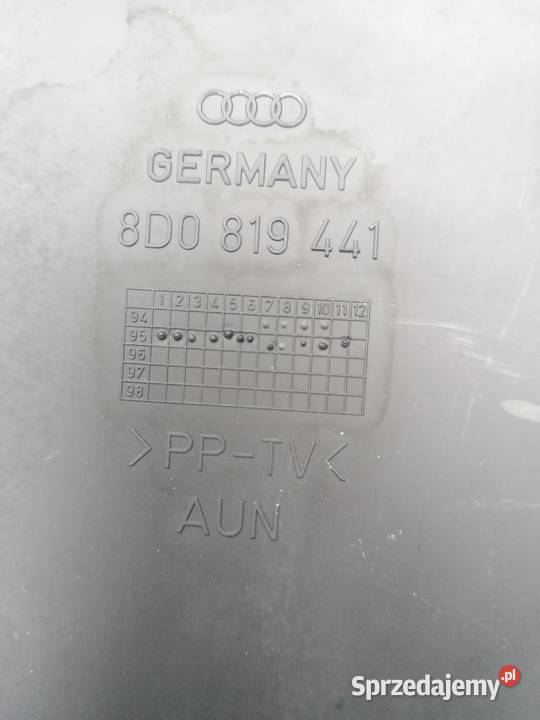 GERMANY
8D0 819 441
1 2 3 4 5 6 7 8 9 10 11 12
94
95
96
97
98
>PP-TV<
AUN
Sprzedajemy.pl